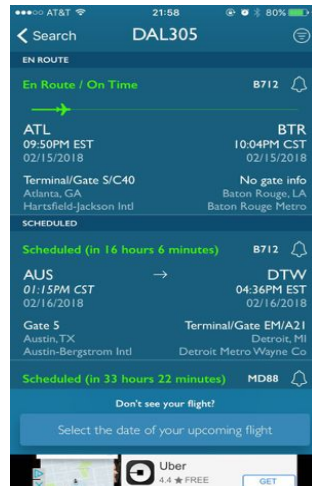 AT&T 21:58 80%
Search DAL305
EN ROUTE
En Route / On Time B712
ATL BTR
09:50PM EST 10:04PM CST
02/15/2018 02/15/2018
Terminal/Gate S/C40 No gate info
Atlanta, GA Baton Rouge, LA
Hartsfield-Jackson Intl Baton Rouge Metro
SCHEDULED
Scheduled (in 16 hours 6 minutes) B712
AUS → DTW
01:15PM CST 04:36PM EST
02/16/2018 02/16/2018
Gate 5 Terminal/Gate EM/A21
Austin, TX Detroit, MI
Austin-Bergstrom Intl Detroit Metro Wayne Co
Scheduled (in 33 hours 22 minutes) MD88
Don't see your flight?
Select the date of your upcoming flight
Uber
4.4 ★ FREE GET